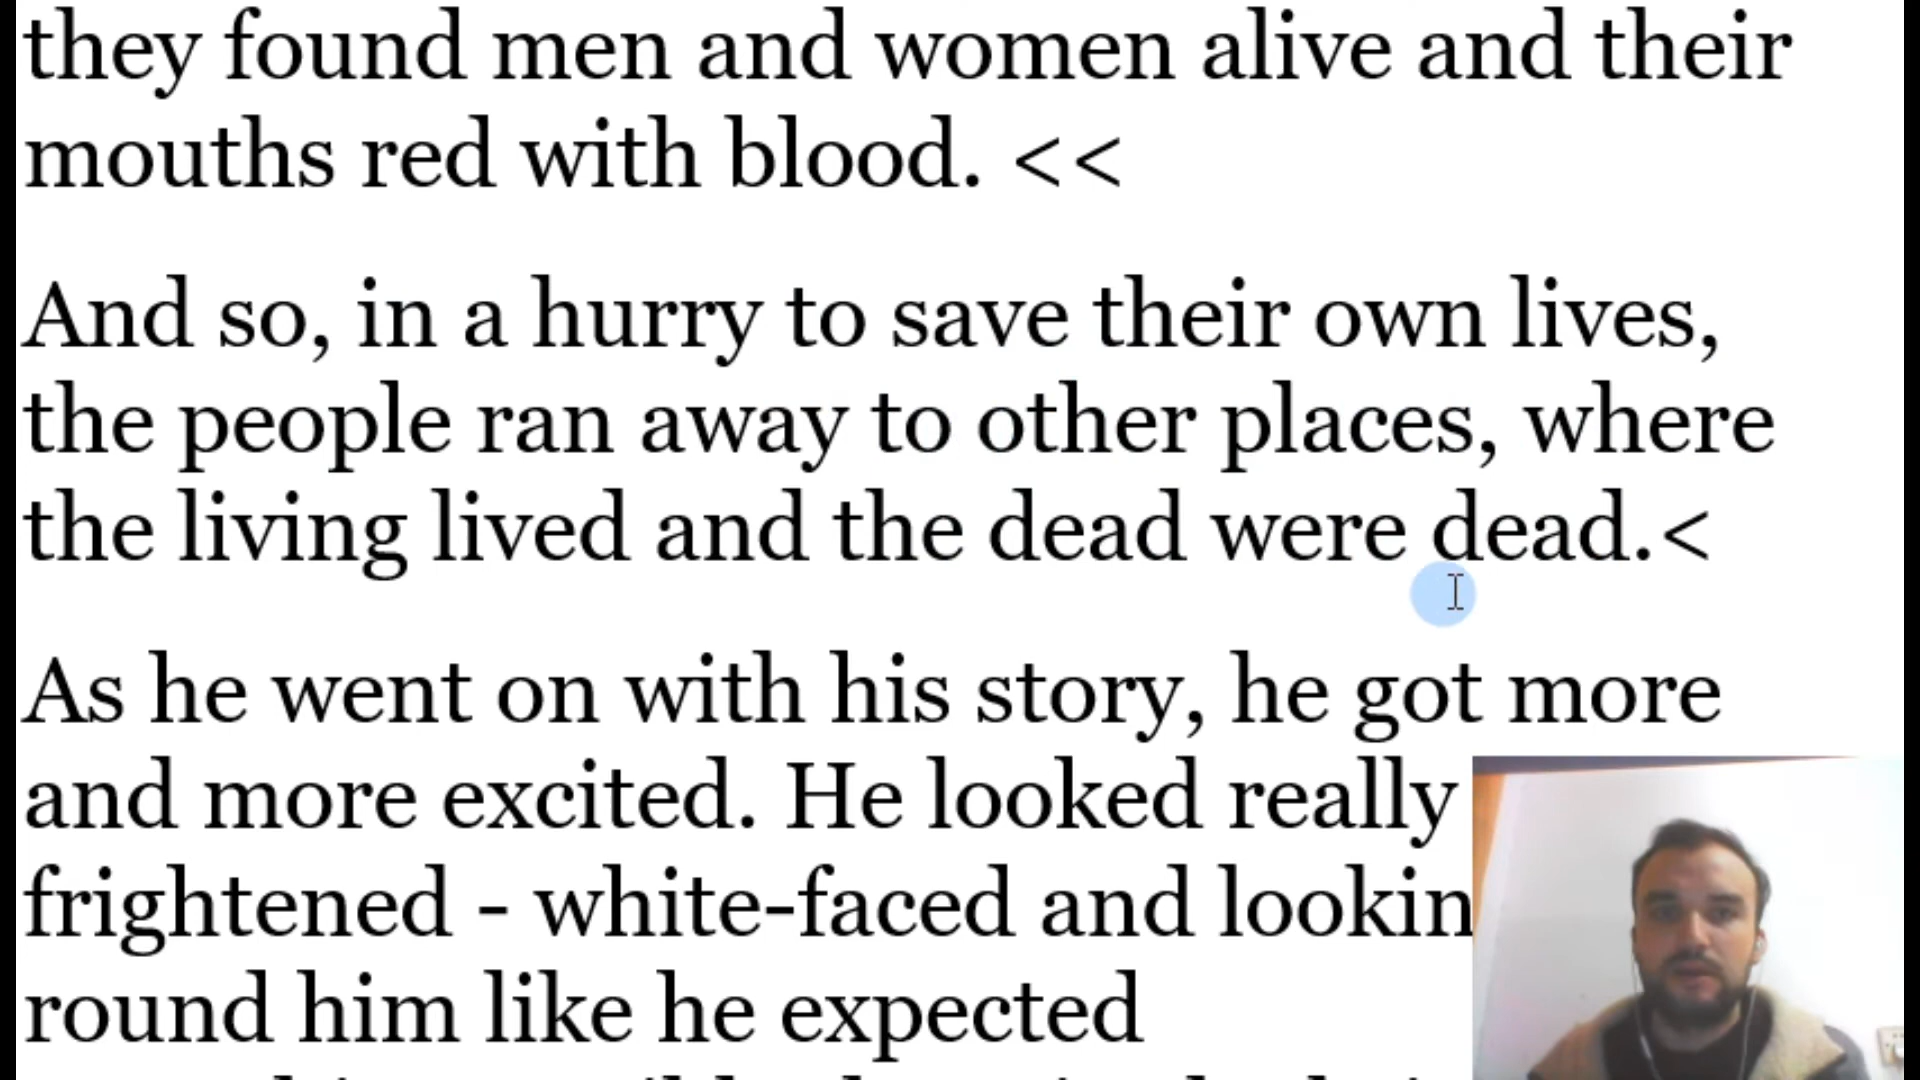 they found men and women alive and their
mouths red with blood. <<
And so, in a hurry to save their own lives,
the people ran away to other places, where
the living lived and the dead were dead.<
As he went on with his story, he got more
and more excited. He looked really
frightened - white-faced and lookin
round him like he expected